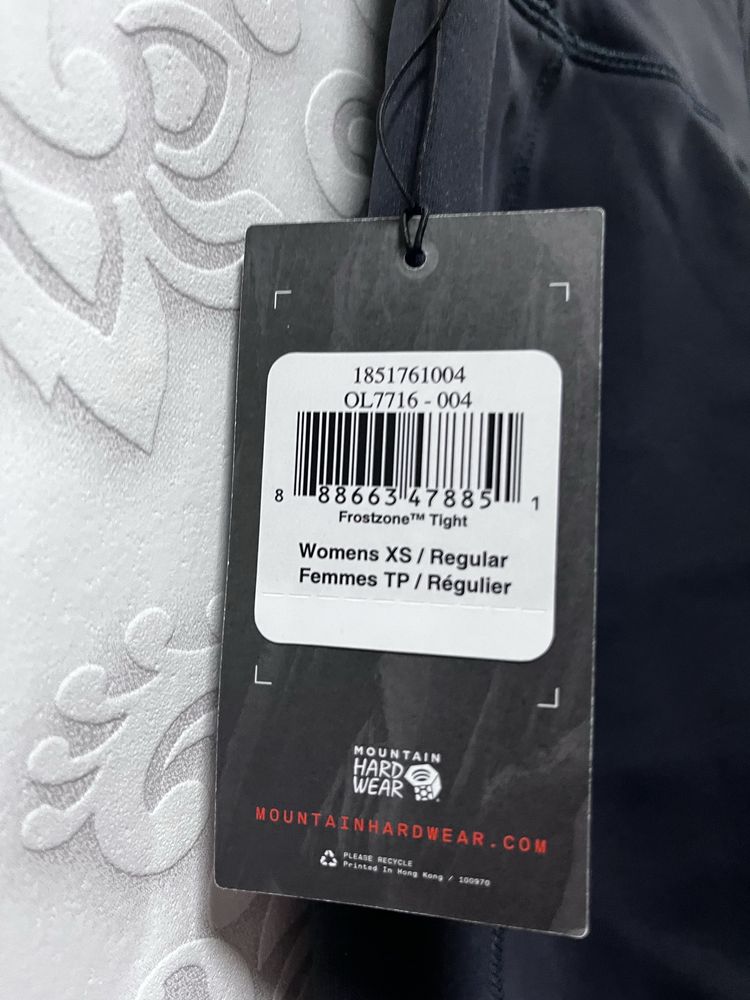 1851761004
OL7716 - 004
8 88663 47885 1
Frostzone™ Tight
Womens XS / Regular
Femmes TP / Régulier
MOUNTAIN
HARD
WEAR
MOUNTAINHARDWEAR.COM
PLEASE RECYCLE
Printed In Hong Kong / 100970